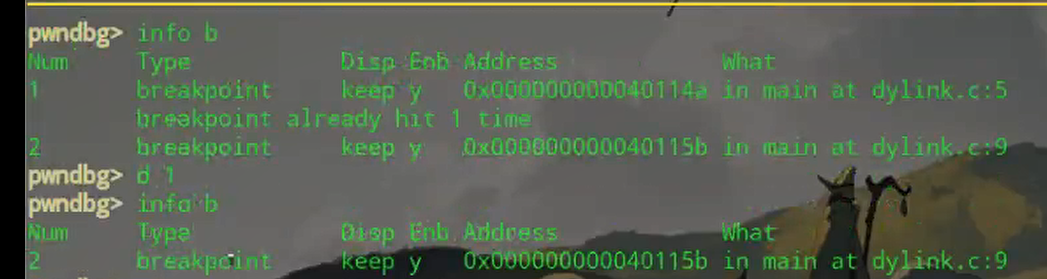 pwndbg> info b
Num Type Disp Enb Address What
1 breakpoint keep y 0x000000000040114a in main at dylink.c:5
breakpoint already hit 1 time
2 breakpoint keep y 0x000000000040115b in main at dylink.c:9
pwndbg> d 1
pwndbg> info b
Num Type Disp Enb Address What
2 breakpoint keep y 0x000000000040115b in main at dylink.c:9